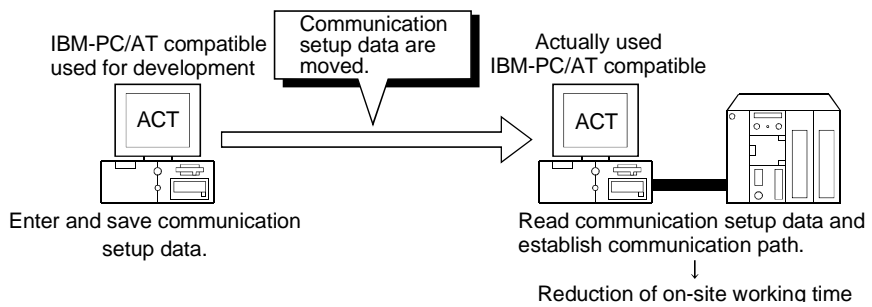 IBM-PC/AT compatible
used for development
Communication
setup data are
moved.
Actually used
IBM-PC/AT compatible
ACT
ACT
Enter and save communication
setup data.
Read communication setup data and
establish communication path.
↓
Reduction of on-site working time